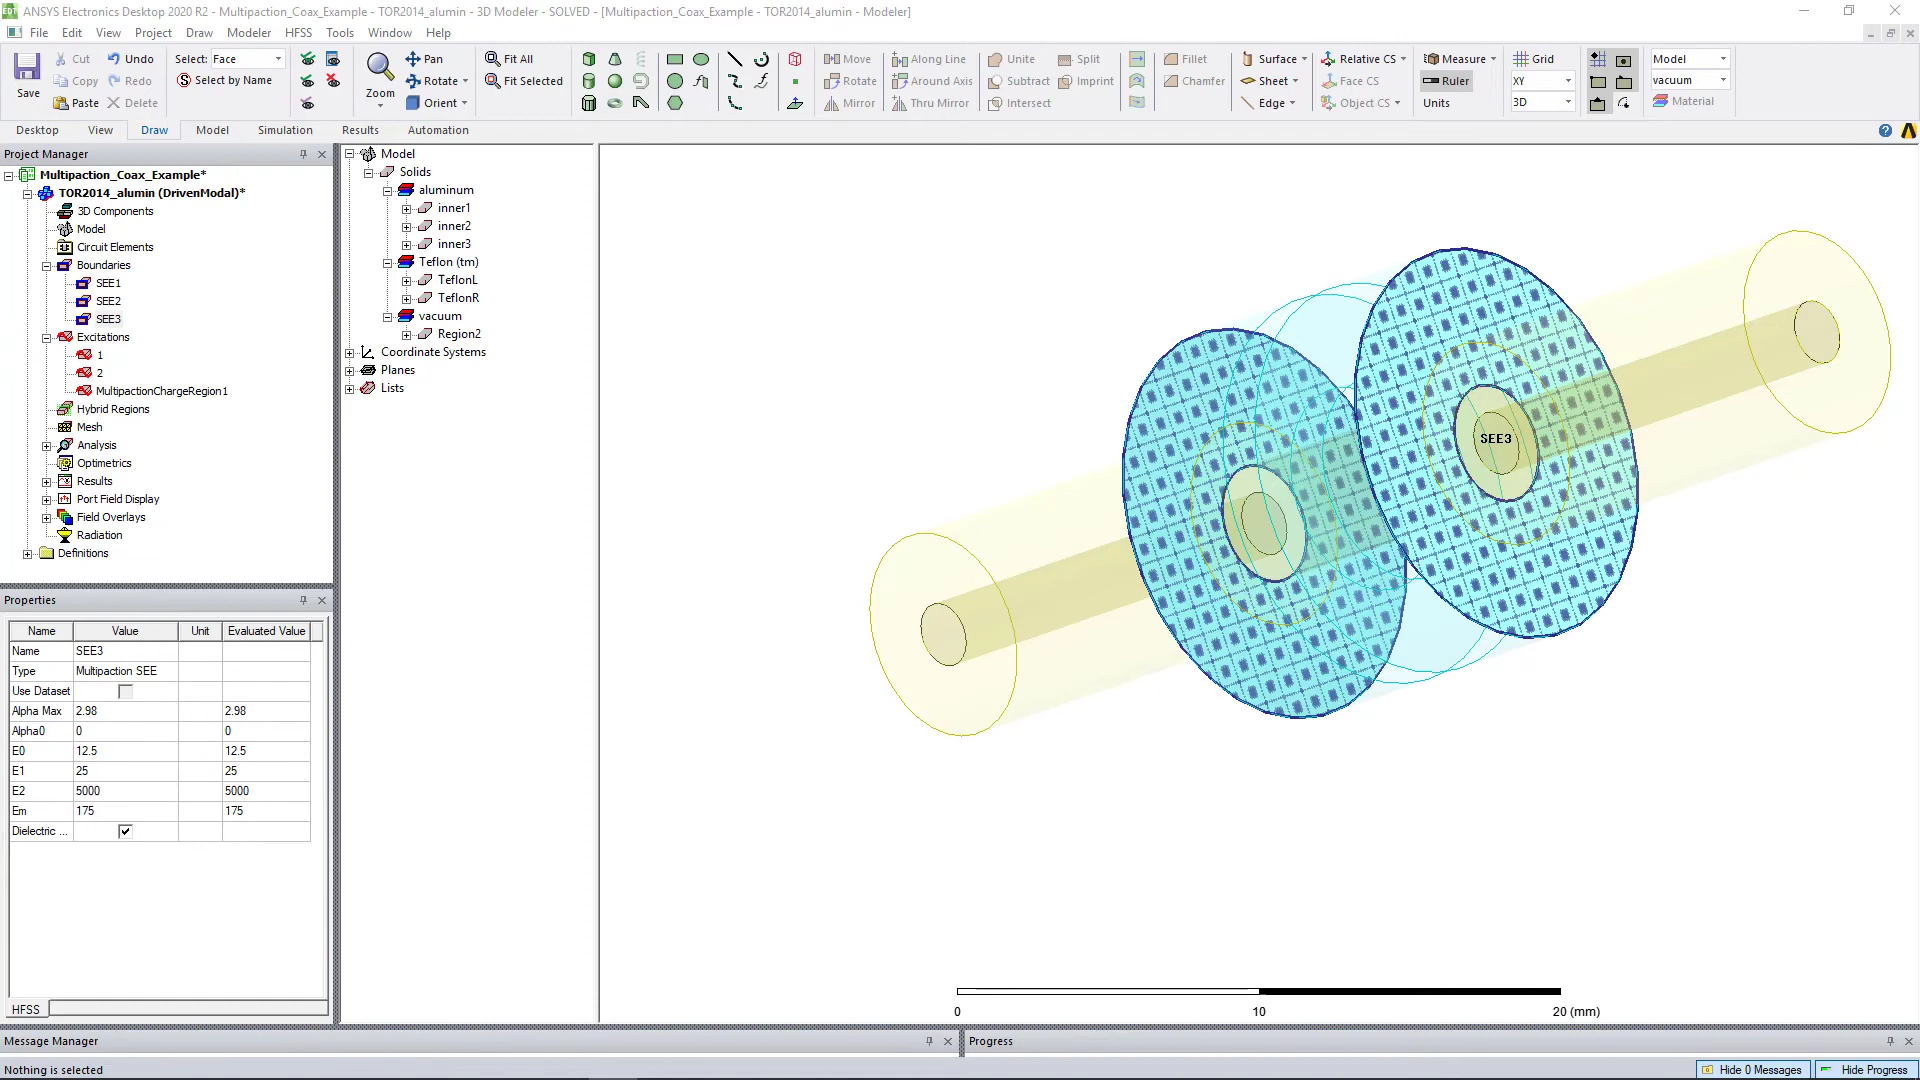 ANSYS Electronics Desktop 2020 R2 - Multipaction_Coax_Example - TOR2014_alumin - 3D Modeler - SOLVED - [Multipaction_Coax_Example - TOR2014_alumin - Modeler]
File Edit View Project Draw Modeler HFSS Tools Window Help
Save
Cut
Copy
Paste
Undo
Redo
Delete
Select: Face
Select by Name
Zoom
Pan
Rotate
Orient
Fit All
Fit Selected
Move
Rotate
Mirror
Along Line
Around Axis
Thru Mirror
Unite
Subtract
Intersect
Split
Imprint
Fillet
Chamfer
Surface
Sheet
Edge
Relative CS
Face CS
Object CS
Measure
Ruler
Units
Grid
XY
3D
Model
vacuum
Material
Desktop View Draw Model Simulation Results Automation
Project Manager
Multipaction_Coax_Example*
TOR2014_alumin (DrivenModal)*
3D Components
Model
Circuit Elements
Boundaries
SEE1
SEE2
SEE3
Excitations
1
2
MultipactionChargeRegion1
Hybrid Regions
Mesh
Analysis
Optimetrics
Results
Port Field Display
Field Overlays
Radiation
Definitions
Model
Solids
aluminum
inner1
inner2
inner3
Teflon (tm)
TeflonL
TeflonR
vacuum
Region2
Coordinate Systems
Planes
Lists
Properties
Name Value Unit Evaluated Value
Name SEE3
Type Multipaction SEE
Use Dataset
Alpha Max 2.98 2.98
Alpha0 0 0
E0 12.5 12.5
E1 25 25
E2 5000 5000
Em 175 175
Dielectric ...
HFSS
SEE3
0 10 20 (mm)
Message Manager
Progress
Nothing is selected
Hide 0 Messages
Hide Progress